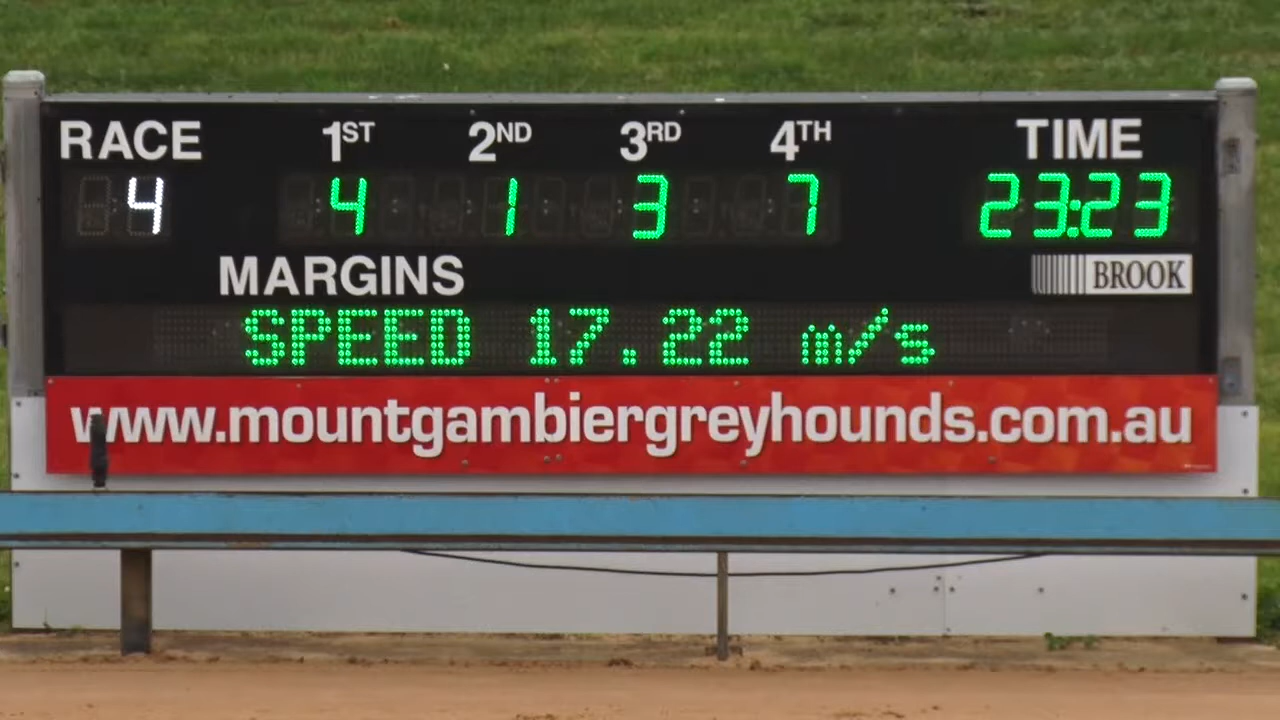 RACE 1ST 2ND 3RD 4TH TIME
4 4 1 3 7 23:23
MARGINS
BROOK
SPEED 17.22 m/s
www.mountgambiergreyhounds.com.au